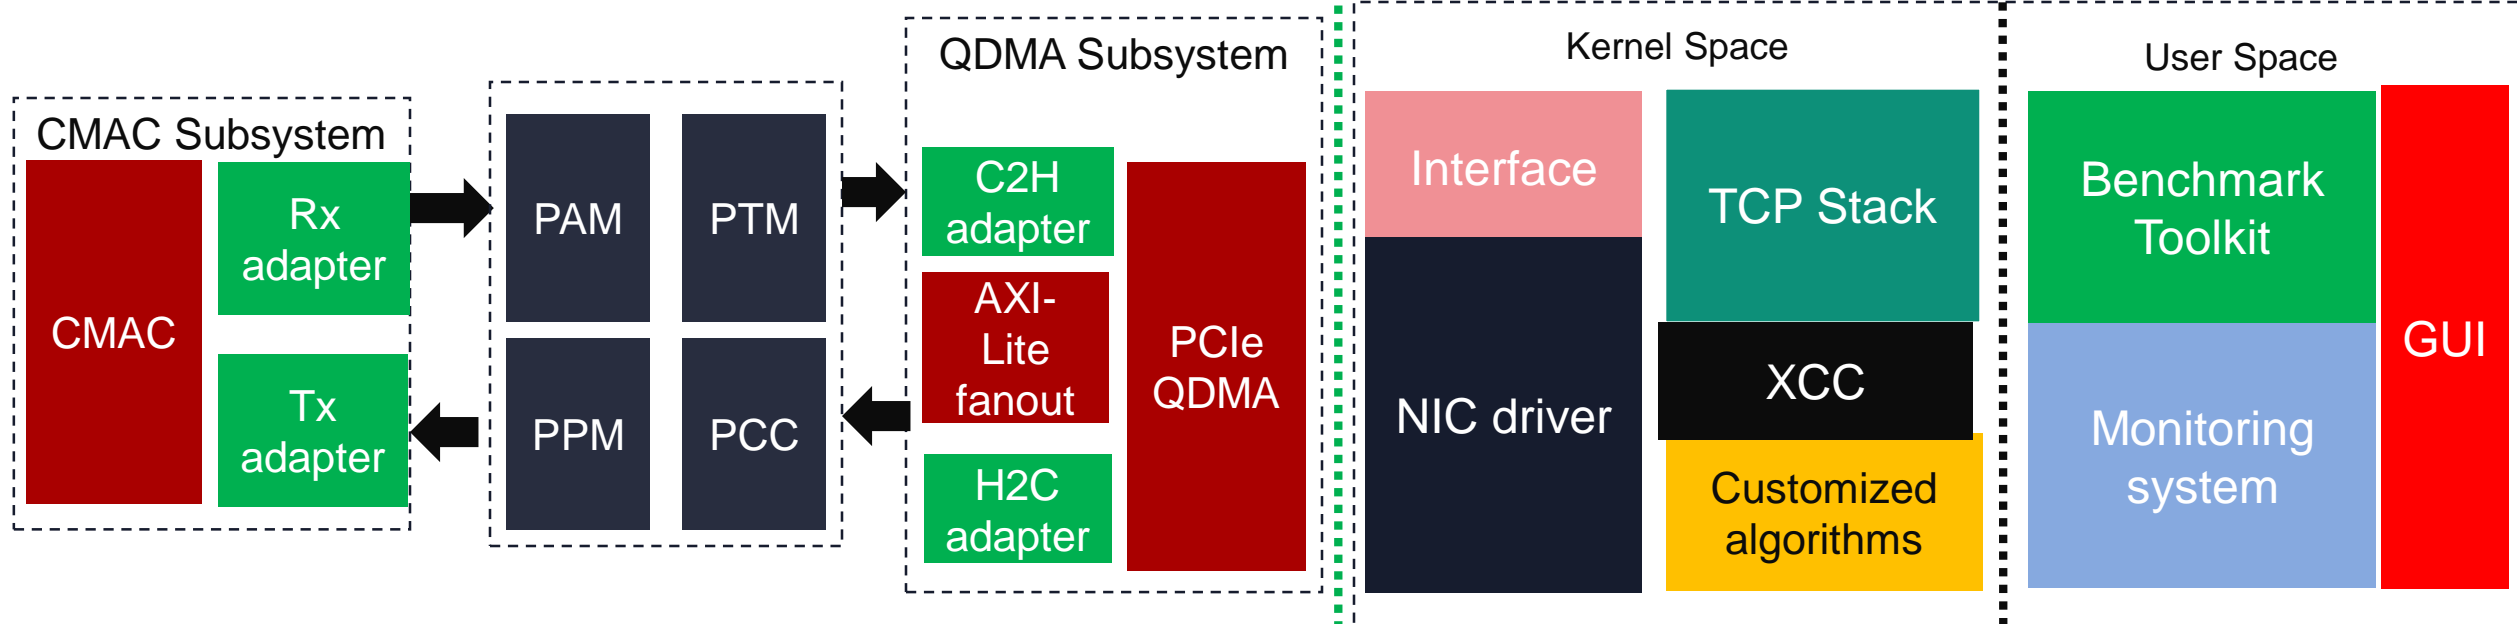 CMAC Subsystem
CMAC
Rx
adapter
Tx
adapter
PAM
PTM
PPM
PCC
QDMA Subsystem
C2H
adapter
AXI-
Lite
fanout
H2C
adapter
PCIe
QDMA
Kernel Space
Interface
NIC driver
TCP Stack
XCC
Customized
algorithms
User Space
Benchmark
Toolkit
Monitoring
system
GUI